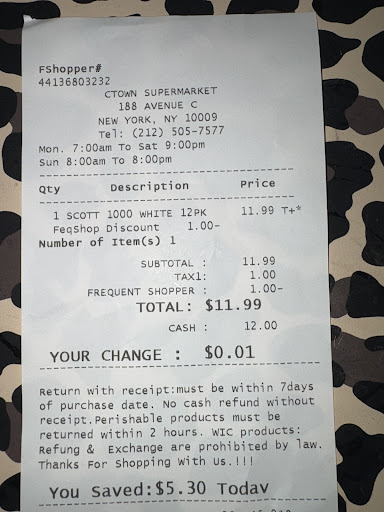 FShopper#
44136803232
CTOWN SUPERMARKET
188 AVENUE C
NEW YORK, NY 10009
Tel: (212) 505-7577
Mon. 7:00am To Sat 9:00pm
Sun 8:00am To 8:00pm
Qty Description Price
1 SCOTT 1000 WHITE 12PK 11.99 T+*
FeqShop Discount 1.00-
Number of Item(s) 1
SUBTOTAL : 11.99
TAX1: 1.00
FREQUENT SHOPPER : 1.00-
TOTAL: $11.99
CASH : 12.00
YOUR CHANGE : $0.01
Return with receipt:must be within 7days
of purchase date. No cash refund without
receipt.Perishable products must be
returned within 2 hours. WIC products:
Refung & Exchange are prohibited by law.
Thanks For Shopping With Us.!!!
You Saved:$5.30 Today